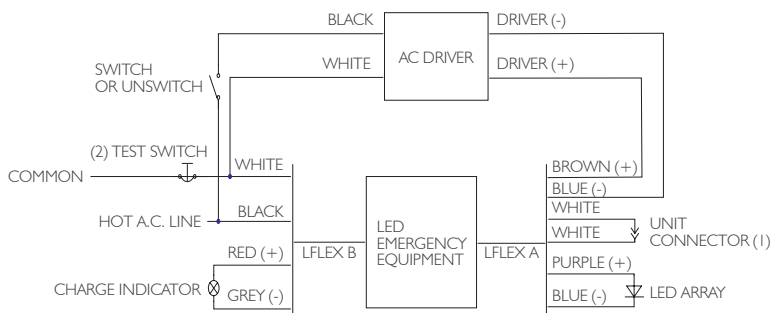 BLACK
DRIVER (-)
AC DRIVER
WHITE
DRIVER (+)
SWITCH
OR UNSWITCH
(2) TEST SWITCH
WHITE
COMMON
BROWN (+)
BLUE (-)
BLACK
HOT A.C. LINE
WHITE
WHITE
UNIT
CONNECTOR (1)
LED
EMERGENCY
EQUIPMENT
LFLEX B
LFLEX A
RED (+)
PURPLE (+)
CHARGE INDICATOR
GREY (-)
BLUE (-)
LED ARRAY